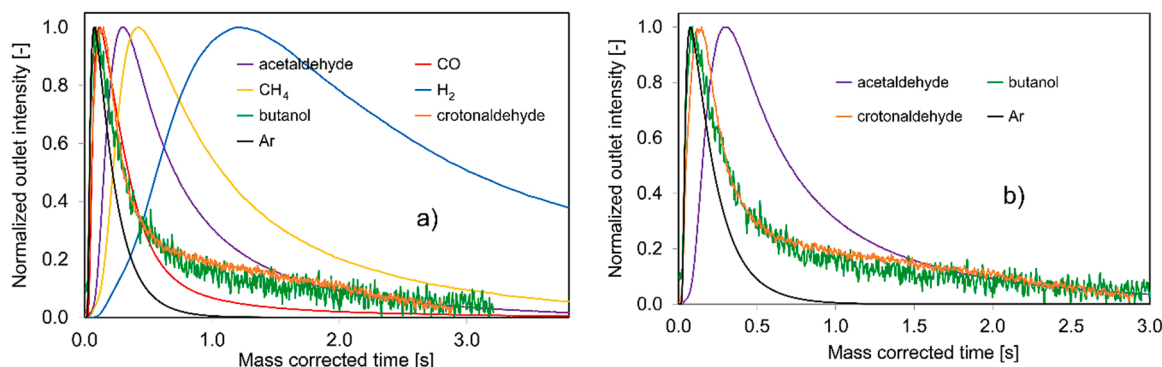 Normalized outlet intensity [-]
1.0
0.8
0.6
0.4
0.2
0.0
acetaldehyde
CO
CH4
H2
butanol
crotonaldehyde
Ar
a)
0.0
1.0
2.0
3.0
Mass corrected time [s]
Normalized outlet intensity [-]
1.0
0.8
0.6
0.4
0.2
0.0
acetaldehyde
butanol
crotonaldehyde
Ar
b)
0.0
0.5
1.0
1.5
2.0
2.5
3.0
Mass corrected time [s]